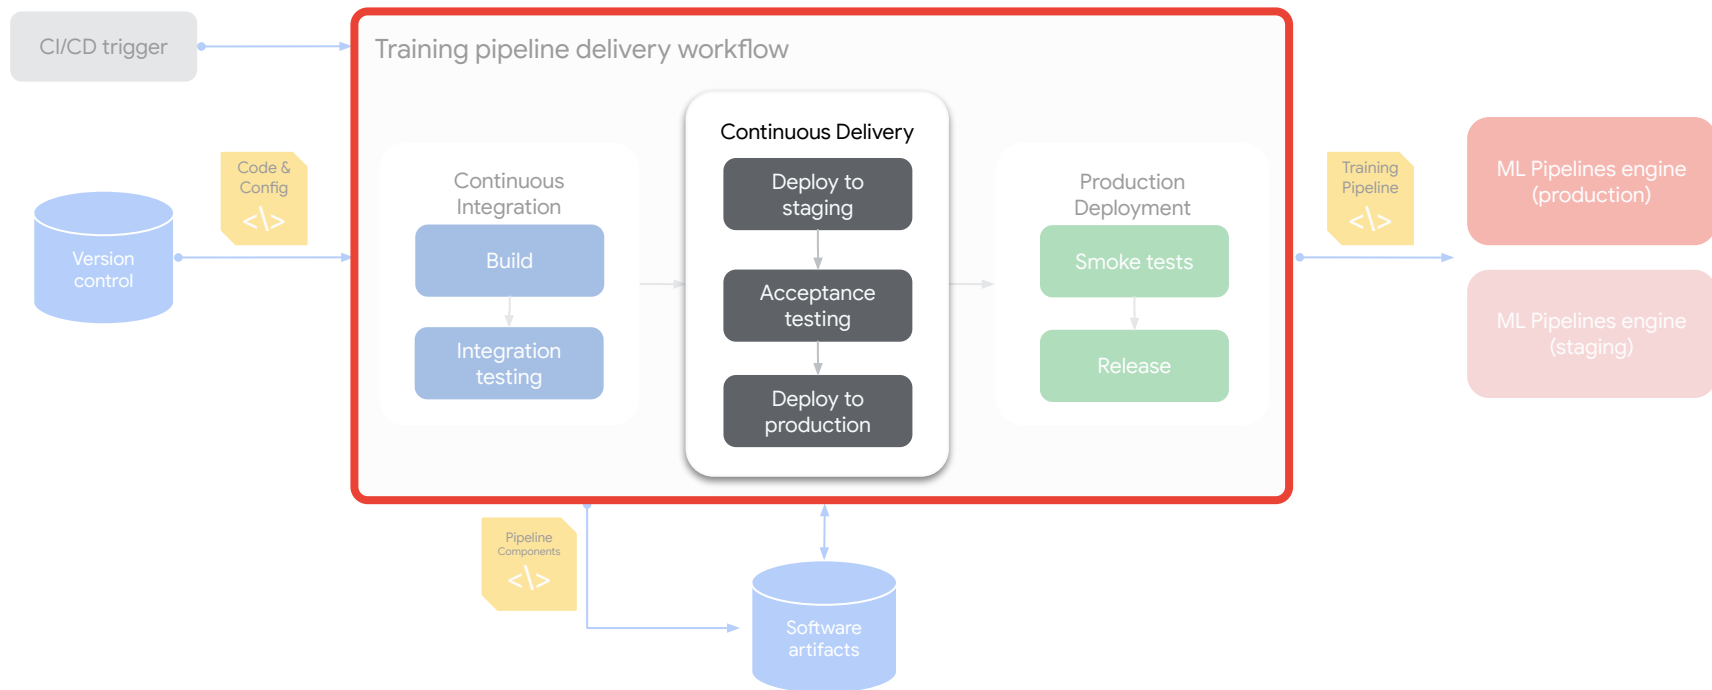 CI/CD trigger
Training pipeline delivery workflow
Code &
Config
</>
Version
control
Continuous
Integration
Build
Integration
testing
Continuous Delivery
Deploy to
staging
Acceptance
testing
Deploy to
production
Production
Deployment
Smoke tests
Release
Training
Pipeline
</>
ML Pipelines engine
(production)
ML Pipelines engine
(staging)
Pipeline
Components
</>
Software
artifacts